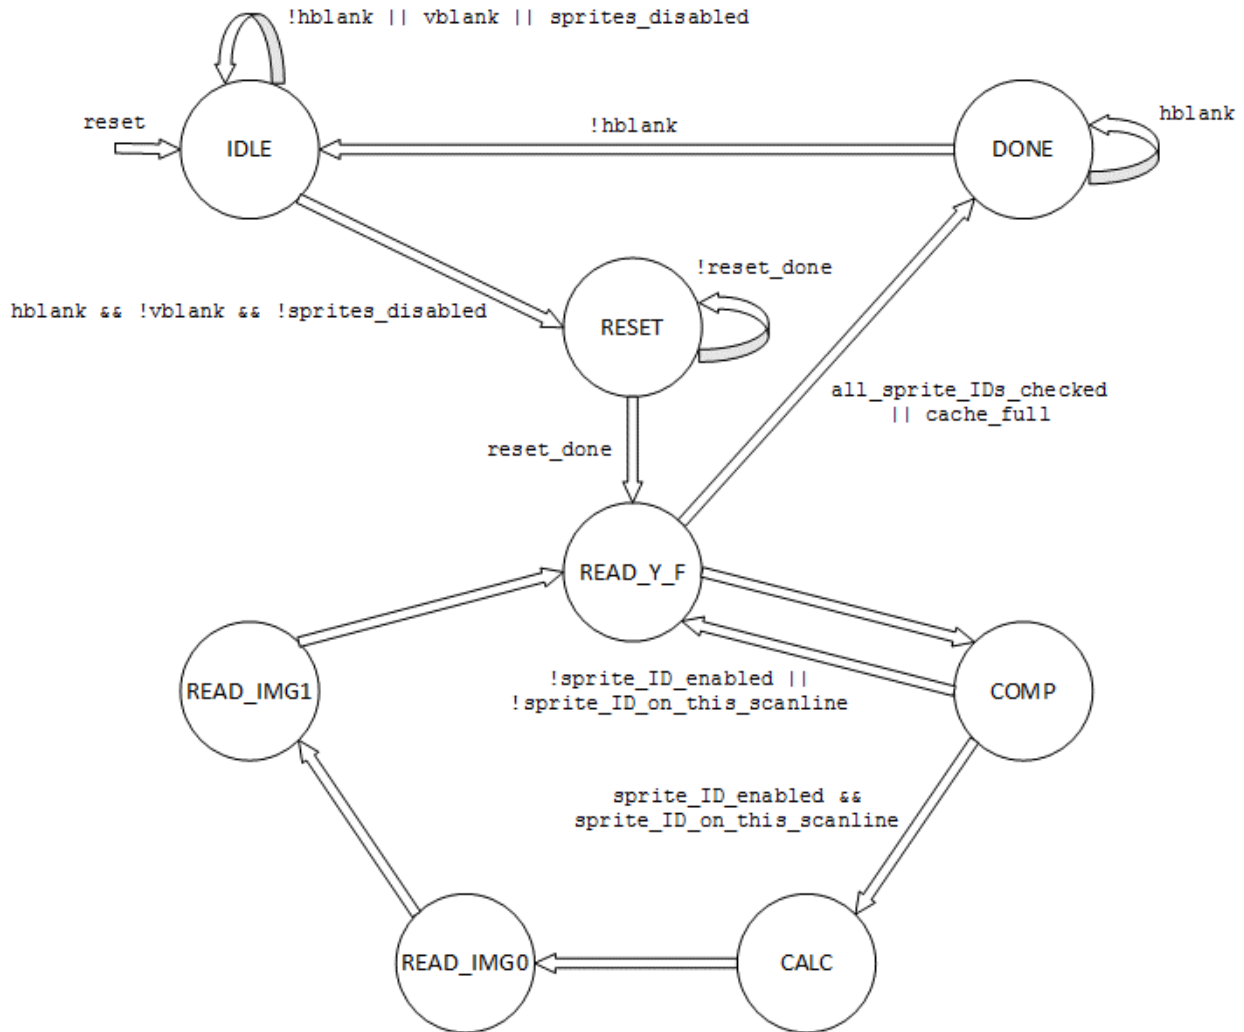 !hblank || vblank || sprites_disabled
reset
IDLE
!hblank
DONE
hblank
!reset_done
hblank && !vblank && !sprites_disabled
RESET
all_sprite_IDs_checked
|| cache_full
reset_done
READ_Y_F
!sprite_ID_enabled ||
!sprite_ID_on_this_scanline
READ_IMG1
COMP
sprite_ID_enabled &&
sprite_ID_on_this_scanline
READ_IMG0
CALC